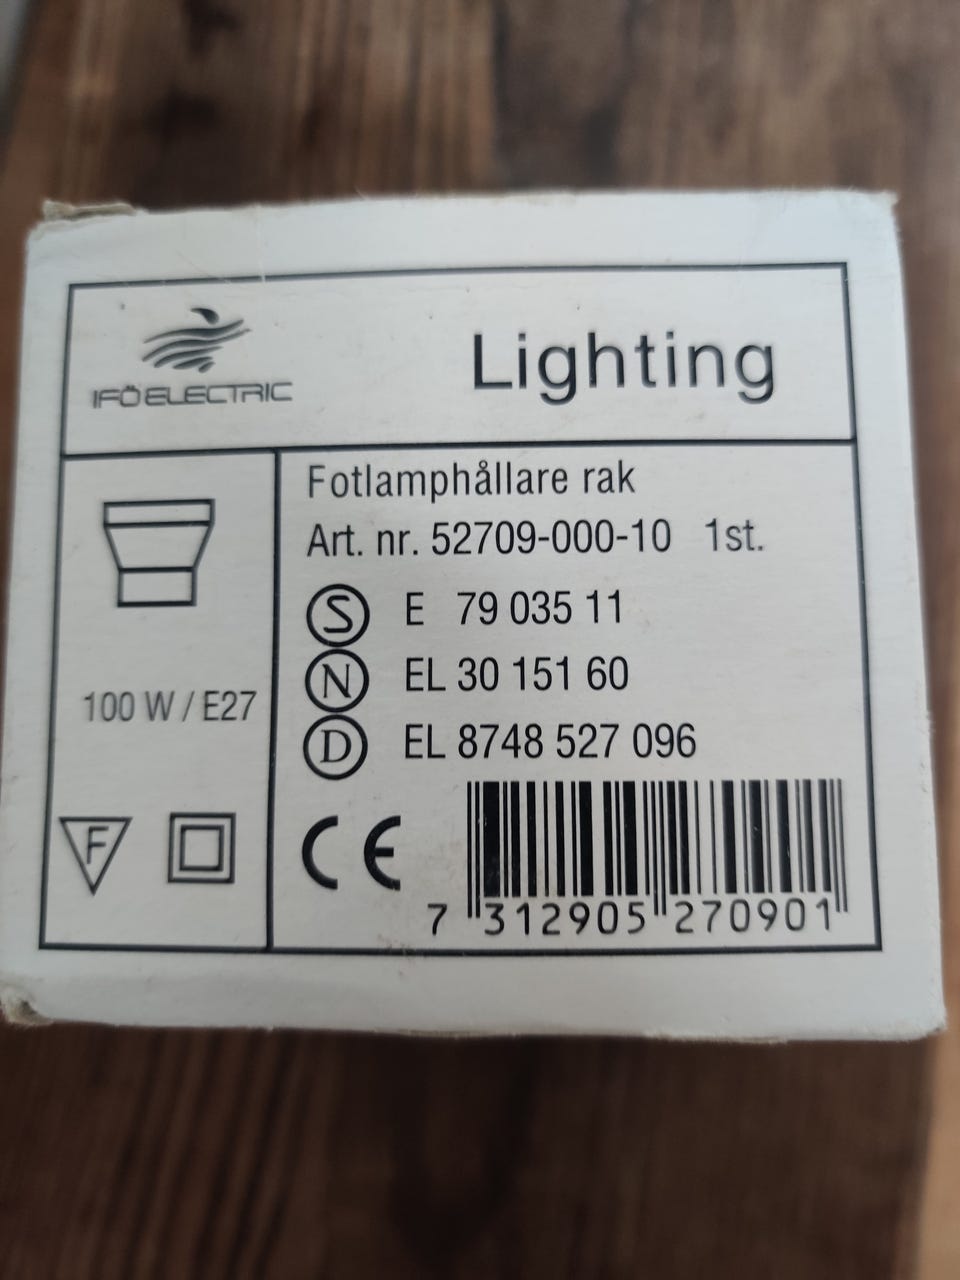 IFÖ ELECTRIC
Lighting
Fotlamphållare rak
Art. nr. 52709-000-10 1st.
S E 79 035 11
N EL 30 151 60
D EL 8748 527 096
100 W / E27
F
CE
7 312905 270901